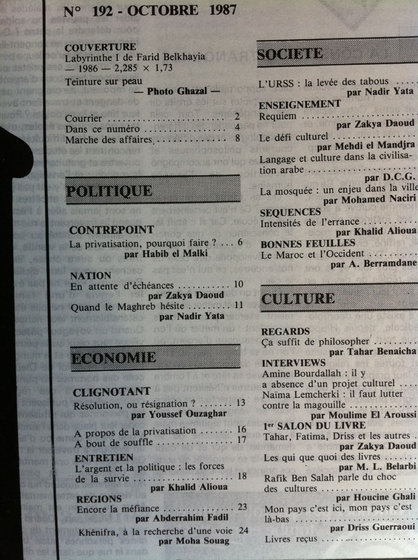 N° 192 - OCTOBRE 1987
COUVERTURE
Labyrinthe I de Farid Belkhayia
— 1986 — 2,285 × 1,73
Teinture sur peau
— Photo Ghazal —
Courrier .................... 2
Dans ce numéro ............. 4
Marche des affaires .......... 8
POLITIQUE
CONTREPOINT
La privatisation, pourquoi faire ? ... 6
par Habib el Malki
NATION
En attente d'échéances ......... 10
par Zakya Daoud
Quand le Maghreb hésite ....... 11
par Nadir Yata
ECONOMIE
CLIGNOTANT
Résolution, ou résignation ? ...... 13
par Youssef Ouzaghar
A propos de la privatisation ...... 16
A bout de souffle ............. 17
ENTRETIEN
L'argent et la politique : les forces
de la survie .................. 18
par Khalid Alioua
REGIONS
Encore la méfiance ............ 23
par Abderrahim Fadil
Khénifra, à la recherche d'une voie 24
par Moha Souag
SOCIETE
L'URSS : la levée des tabous .....
par Nadir Yata
ENSEIGNEMENT
Requiem ....................
par Zakya Daoud
Le défi culturel ...............
par Mehdi el Mandjra
Langage et culture dans la civilisa-
tion arabe ..................
par D.C.G.
La mosquée : un enjeu dans la ville
par Mohamed Naciri
SEQUENCES
Intensités de l'errance ..........
par Khalid Alioua
BONNES FEUILLES
Le Maroc et l'Occident .........
par A. Berramdane
CULTURE
REGARDS
Ça suffit de philosopher ........
par Tahar Benaicha
INTERVIEWS
Amine Bourdallah : il y
a absence d'un projet culturel ....
Naïma Lemcherki : il faut lutter
contre la magouille ............
par Moulime El Aroussi
1er SALON DU LIVRE
Tahar, Fatima, Driss et les autres ..
par Zakya Daoud
Les qui que quoi des livres ......
par M. L. Belarbi
Rafik Ben Salah parle du choc
des cultures .................
par Houcine Ghali
Mon pays c'est ici, mon pays c'est
là-bas ......................
par Driss Guerraoui
Livres reçus .................